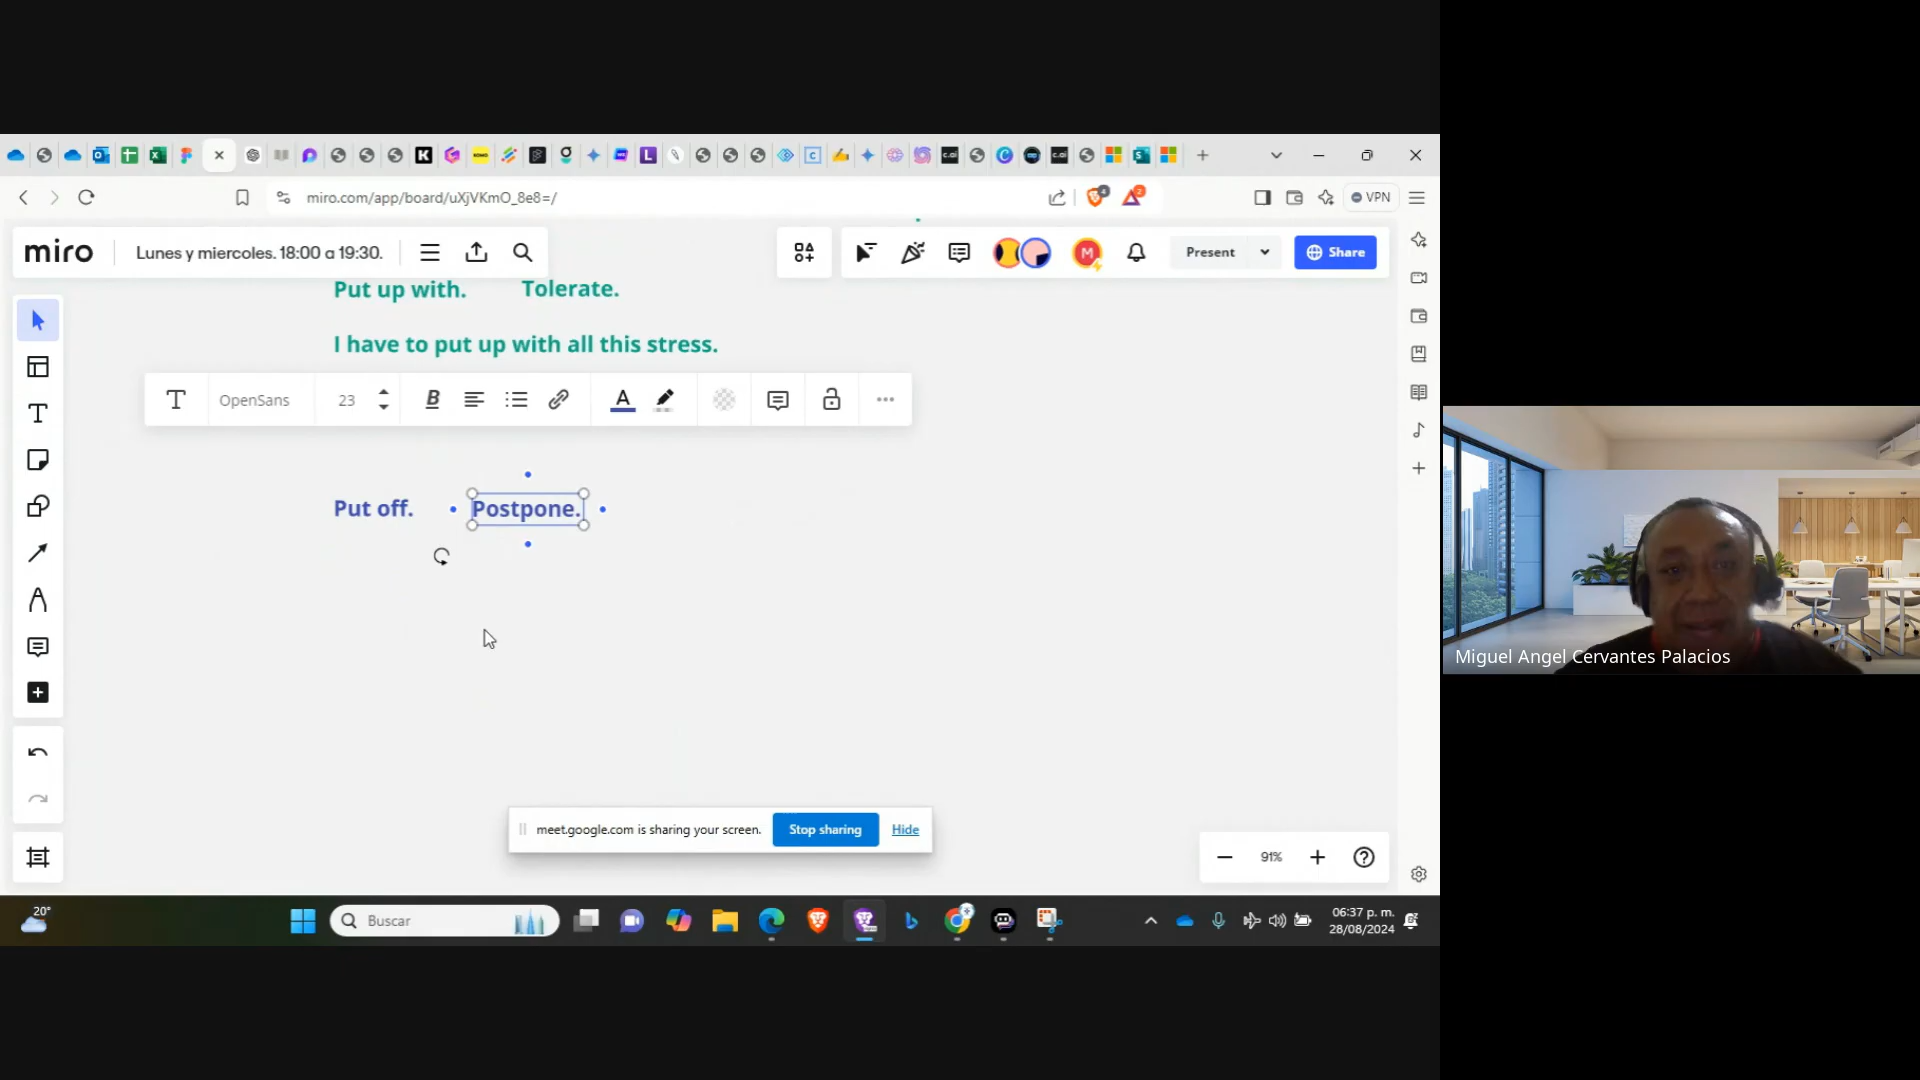 miro.com/app/board/uXjVKmO_8e8=/
VPN
miro
Lunes y miercoles. 18:00 a 19:30.
M
Present
Share
Put up with. Tolerate.
I have to put up with all this stress.
OpenSans
23
B
A
Put off. Postpone.
Miguel Angel Cervantes Palacios
meet.google.com is sharing your screen.
Stop sharing
Hide
91%
20°
Buscar
06:37 p. m.
28/08/2024